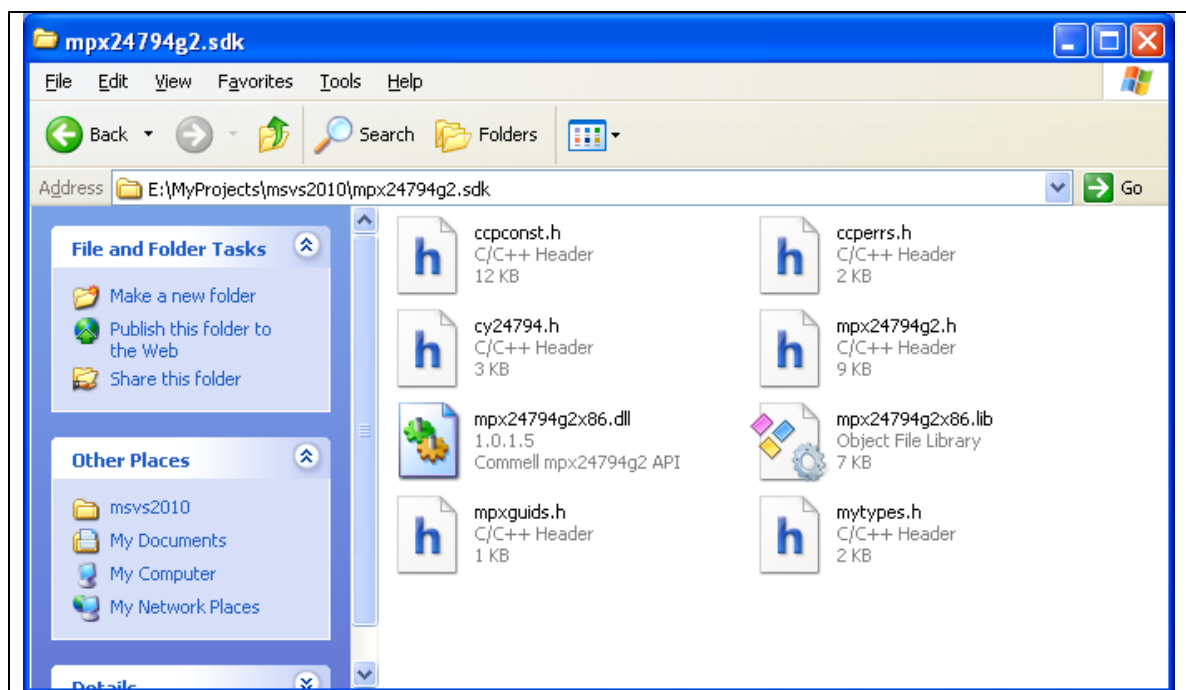 mpx24794g2.sdk
File Edit View Favorites Tools Help
Back Search Folders
Address E:\MyProjects\msvs2010\mpx24794g2.sdk Go
File and Folder Tasks
Make a new folder
Publish this folder to
the Web
Share this folder
Other Places
msvs2010
My Documents
My Computer
My Network Places
Details
ccpconst.h
C/C++ Header
12 KB
ccperrs.h
C/C++ Header
2 KB
cy24794.h
C/C++ Header
3 KB
mpx24794g2.h
C/C++ Header
9 KB
mpx24794g2x86.dll
1.0.1.5
Commell mpx24794g2 API
mpx24794g2x86.lib
Object File Library
7 KB
mpxguids.h
C/C++ Header
1 KB
mytypes.h
C/C++ Header
2 KB